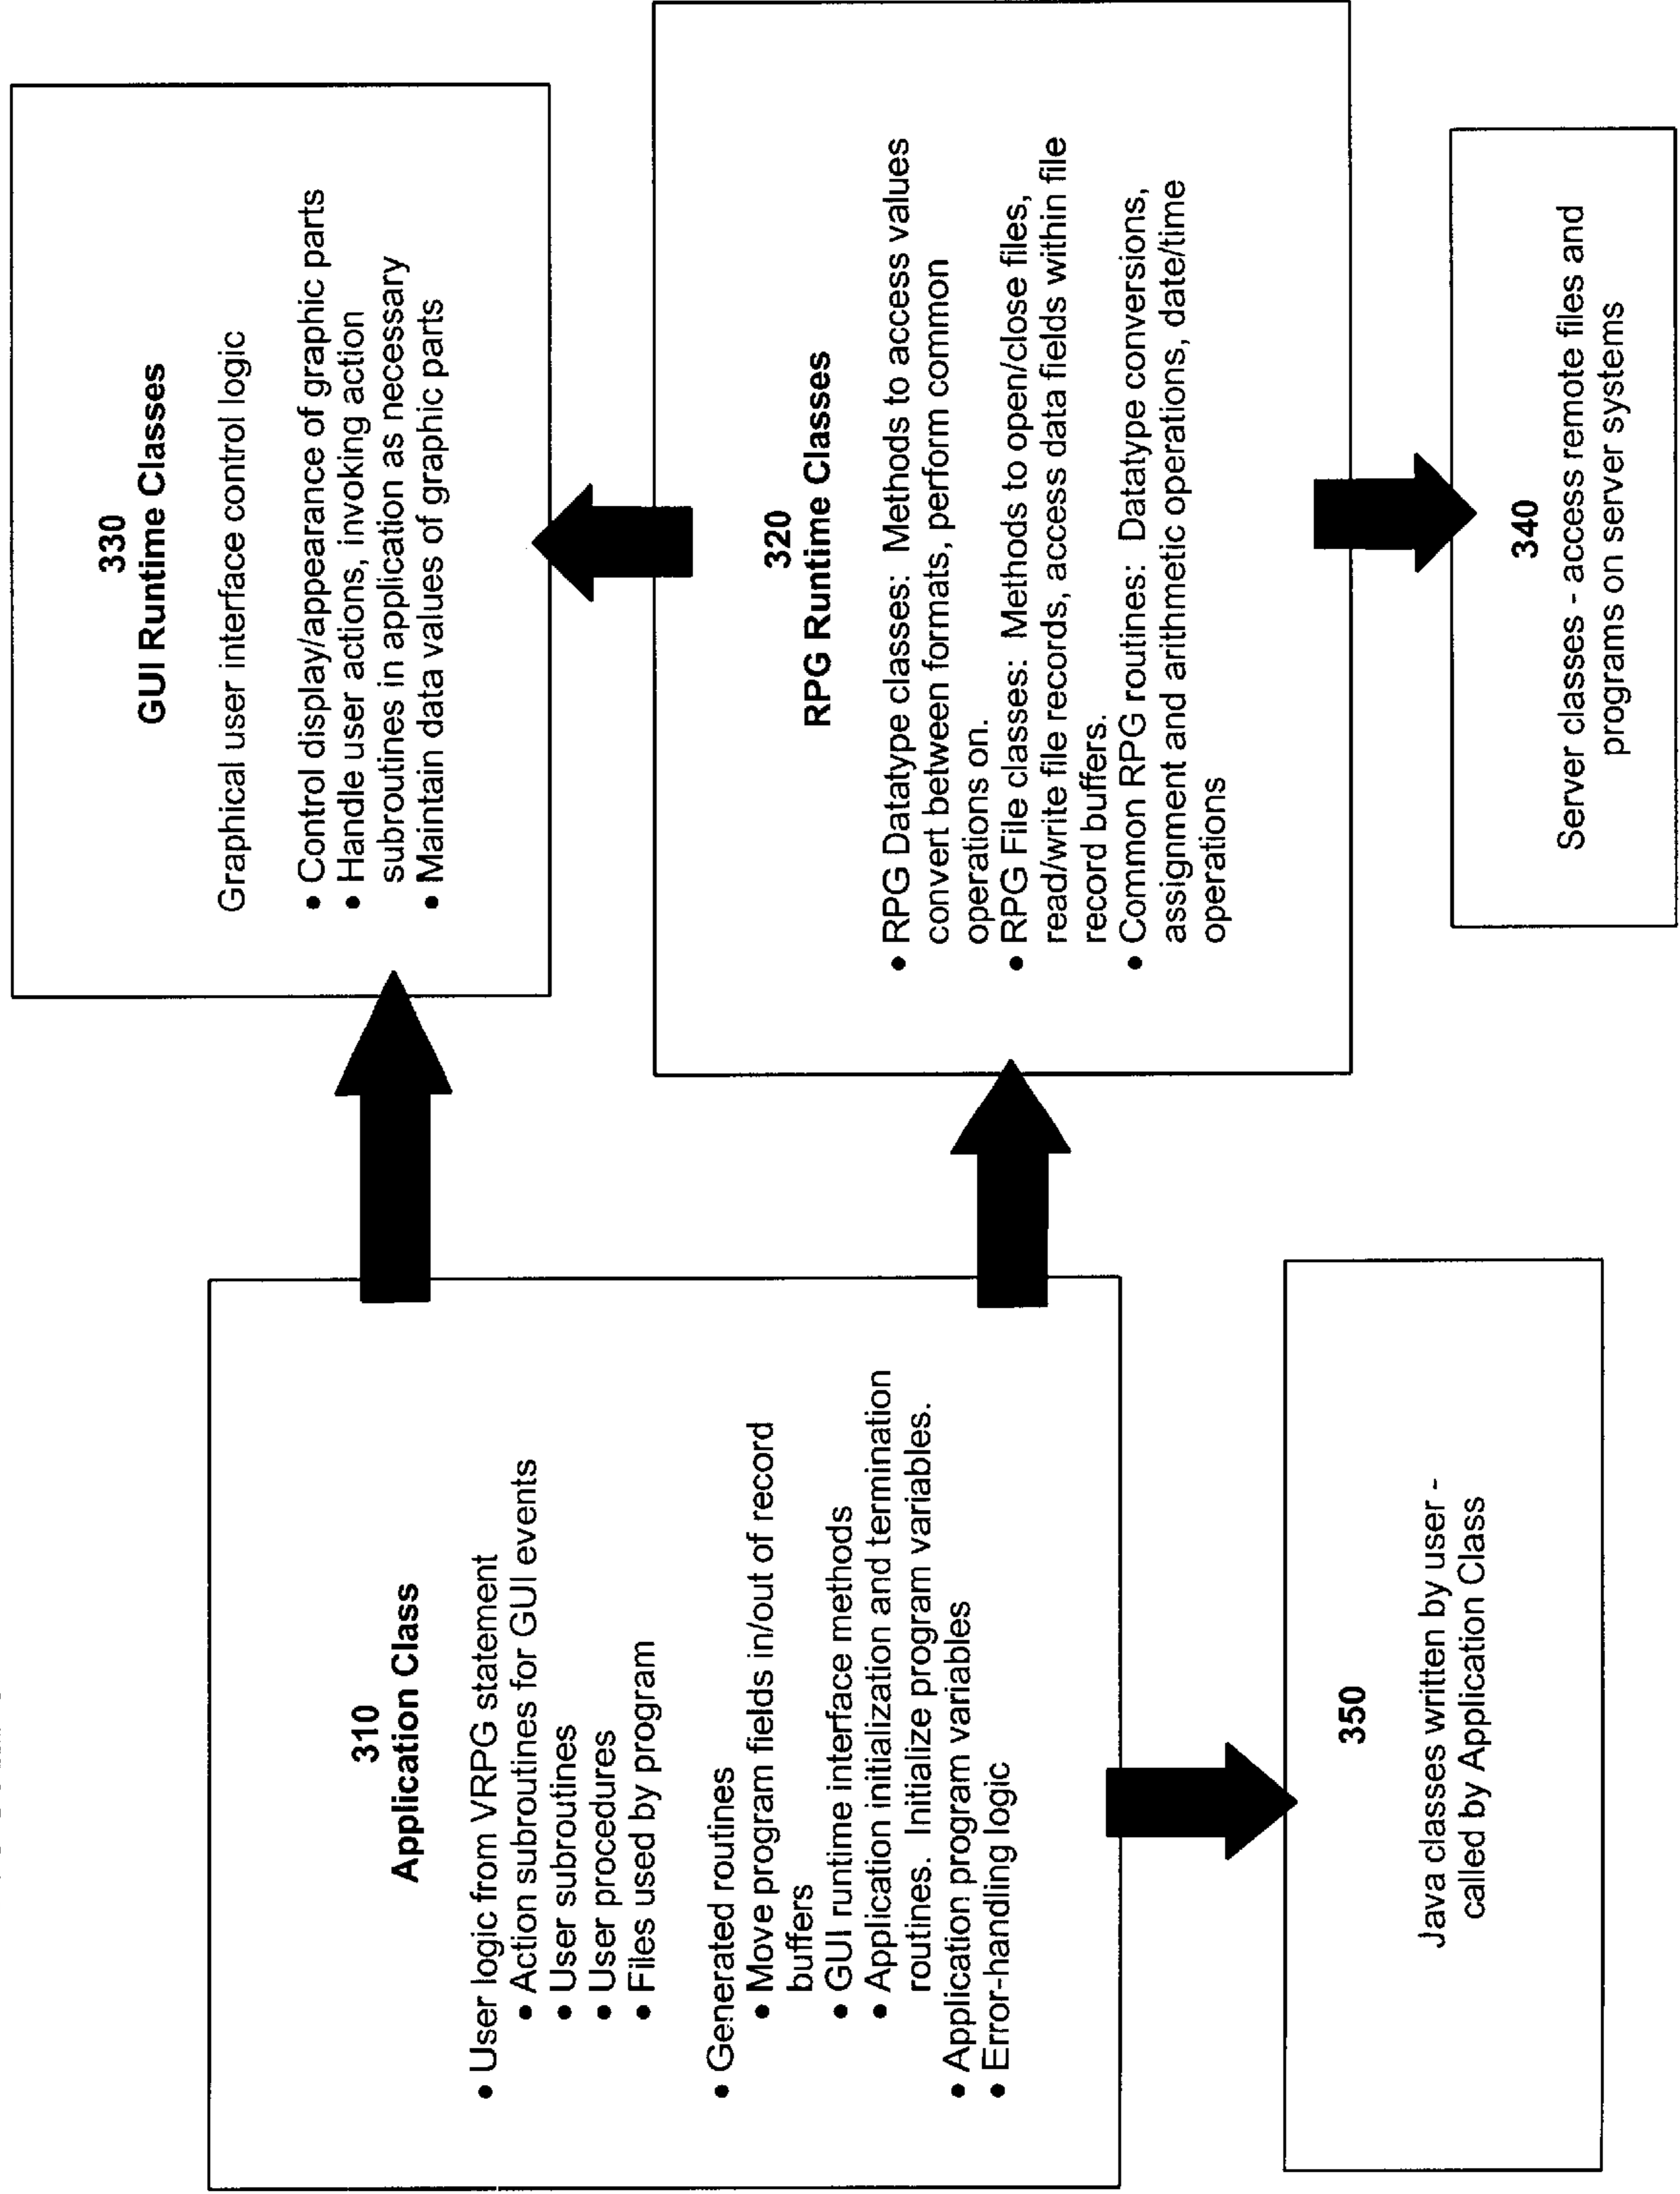 310
Application Class
• User logic from VRPG statement
• Action subroutines for GUI events
• User subroutines
• User procedures
• Files used by program
• Generated routines
• Move program fields in/out of record
buffers
• GUI runtime interface methods
• Application initialization and termination
routines. Initialize program variables.
• Application program variables
• Error-handling logic
350
Java classes written by user -
called by Application Class
330
GUI Runtime Classes
Graphical user interface control logic
• Control display/appearance of graphic parts
• Handle user actions, invoking action
subroutines in application as necessary
• Maintain data values of graphic parts
320
RPG Runtime Classes
• RPG Datatype classes: Methods to access values
convert between formats, perform common
operations on.
• RPG File classes: Methods to open/close files,
read/write file records, access data fields within file
record buffers.
• Common RPG routines: Datatype conversions,
assignment and arithmetic operations, date/time
operations
340
Server classes - access remote files and
programs on server systems